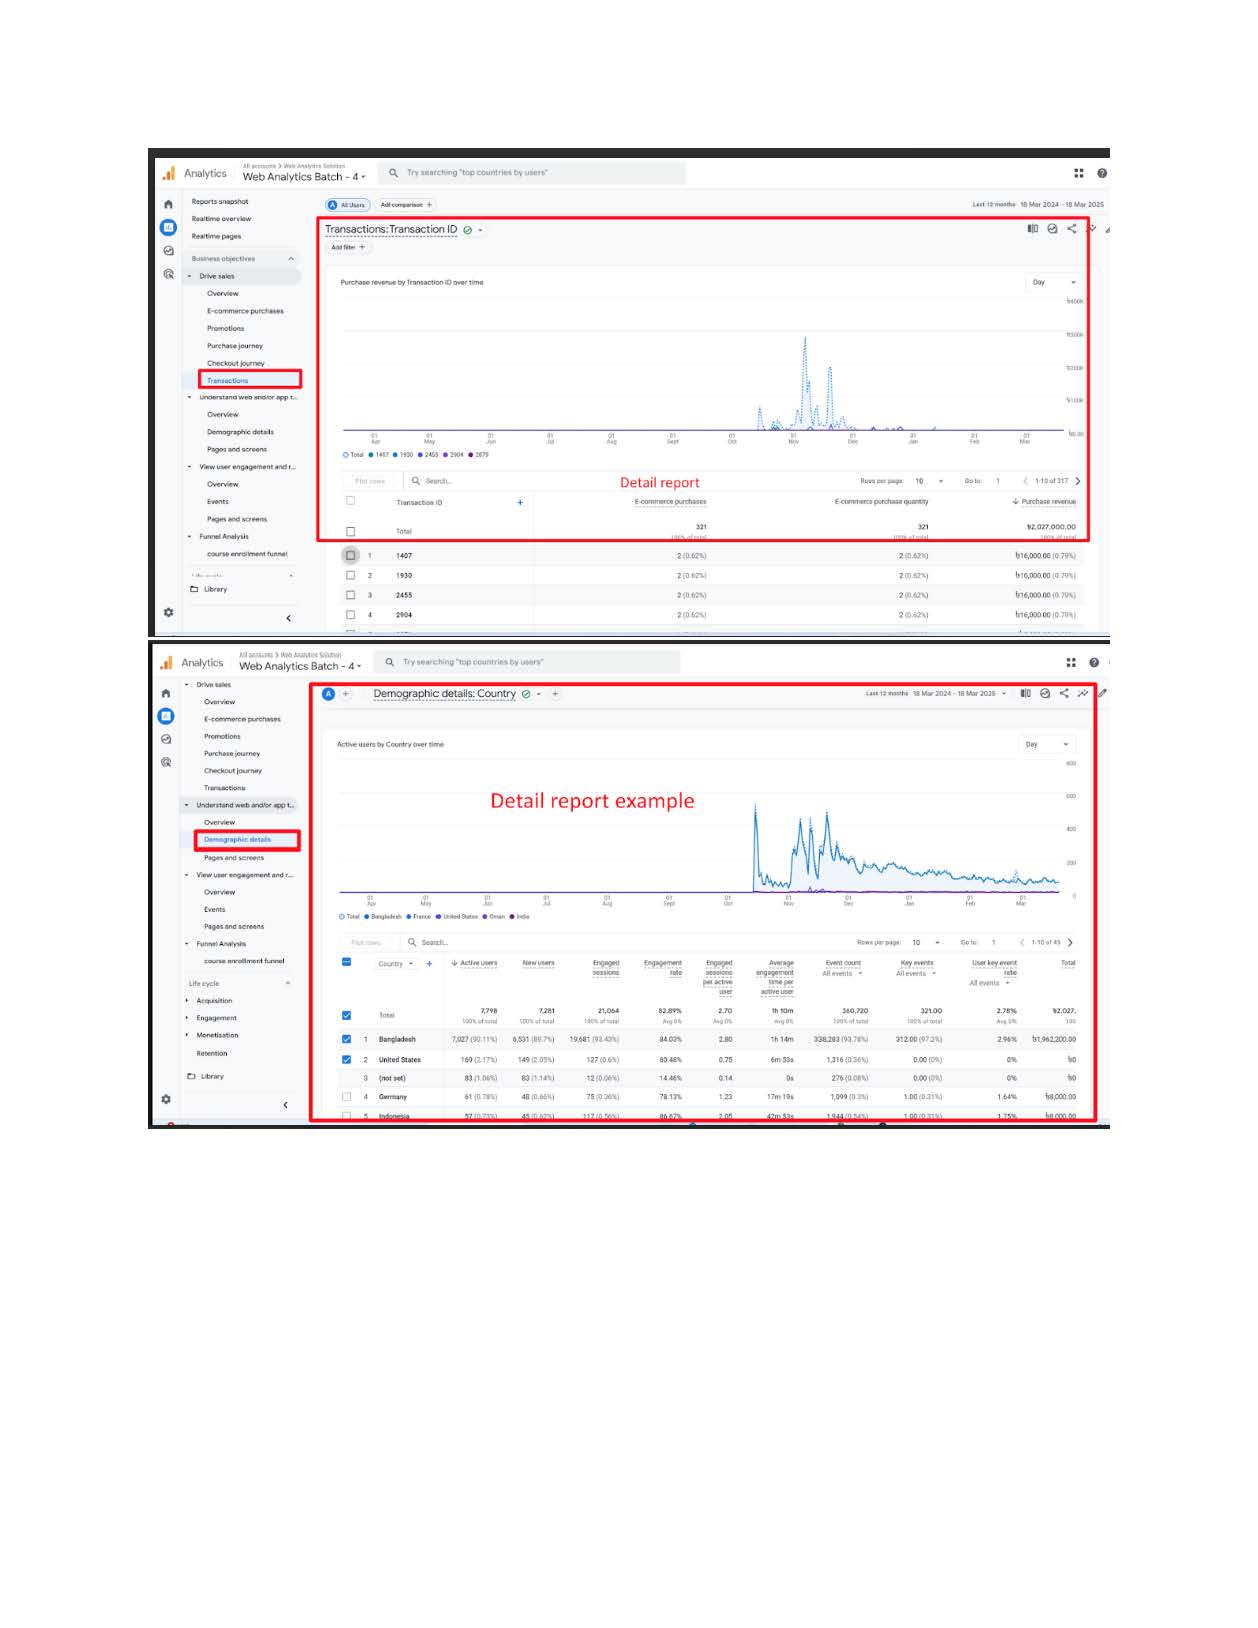 All accounts > Web Analytics Solution
Analytics
Web Analytics Batch - 4
Try searching "top countries by users"
Reports snapshot
Realtime overview
Realtime pages
Business objectives
Drive sales
Overview
E-commerce purchases
Promotions
Purchase journey
Checkout journey
Transactions
Understand web and/or app t...
Overview
Demographic details
Pages and screens
View user engagement and r...
Overview
Events
Pages and screens
Funnel Analysis
course enrollment funnel
Library
A All Users
Add comparison +
Last 12 months 18 Mar 2024 - 18 Mar 2025
Transactions: Transaction ID
Add filter +
Purchase revenue by Transaction ID over time
Day
৳400K
৳300K
৳200K
৳100K
৳0.00
01 Apr 01 May 01 Jun 01 Jul 01 Aug 01 Sept 01 Oct 01 Nov 01 Dec 01 Jan 01 Feb 01 Mar
Total 1407 1930 2455 2904 2879
Plot rows
Search...
Detail report
Rows per page: 10 Go to: 1 1-10 of 317
Transaction ID + E-commerce purchases E-commerce purchase quantity ↓ Purchase revenue
Total 321 321 ৳2,027,000.00
100% of total 100% of total 100% of total
1 1407 2 (0.62%) 2 (0.62%) ৳16,000.00 (0.79%)
2 1930 2 (0.62%) 2 (0.62%) ৳16,000.00 (0.79%)
3 2455 2 (0.62%) 2 (0.62%) ৳16,000.00 (0.79%)
4 2904 2 (0.62%) 2 (0.62%) ৳16,000.00 (0.79%)
All accounts > Web Analytics Solution
Analytics
Web Analytics Batch - 4
Try searching "top countries by users"
Drive sales
Overview
E-commerce purchases
Promotions
Purchase journey
Checkout journey
Transactions
Understand web and/or app t...
Overview
Demographic details
Pages and screens
View user engagement and r...
Overview
Events
Pages and screens
Funnel Analysis
course enrollment funnel
Life cycle
Acquisition
Engagement
Monetisation
Retention
Library
A +
Demographic details: Country
+
Last 12 months 18 Mar 2024 - 18 Mar 2025
Active users by Country over time
Day
Detail report example
800
600
400
200
0
01 Apr 01 May 01 Jun 01 Jul 01 Aug 01 Sept 01 Oct 01 Nov 01 Dec 01 Jan 01 Feb 01 Mar
Total Bangladesh France United States Oman India
Plot rows
Search...
Rows per page: 10 Go to: 1 1-10 of 45
Country + ↓ Active users New users Engaged sessions Engagement rate Engaged sessions per active user Average engagement time per active user Event count All events Key events All events User key event rate All events Total
Total 7,798 7,281 21,064 82.89% 2.70 1h 10m 360,720 321.00 2.78% ৳2,027,
100% of total 100% of total 100% of total Avg 0% Avg 0% Avg 0% 100% of total 100% of total Avg 0% 100
1 Bangladesh 7,027 (90.11%) 6,531 (89.7%) 19,681 (93.43%) 84.03% 2.80 1h 14m 338,283 (93.78%) 312.00 (97.2%) 2.96% ৳1,962,200.00
2 United States 169 (2.17%) 149 (2.05%) 127 (0.6%) 60.48% 0.75 6m 53s 1,316 (0.36%) 0.00 (0%) 0% ৳0
3 (not set) 83 (1.06%) 83 (1.14%) 12 (0.06%) 14.46% 0.14 0s 276 (0.08%) 0.00 (0%) 0% ৳0
4 Germany 61 (0.78%) 48 (0.66%) 75 (0.36%) 78.13% 1.23 17m 19s 1,099 (0.3%) 1.00 (0.31%) 1.64% ৳8,000.00
5 Indonesia 57 (0.73%) 45 (0.62%) 117 (0.56%) 86.67% 2.05 42m 53s 1,944 (0.54%) 1.00 (0.31%) 1.75% ৳8,000.00